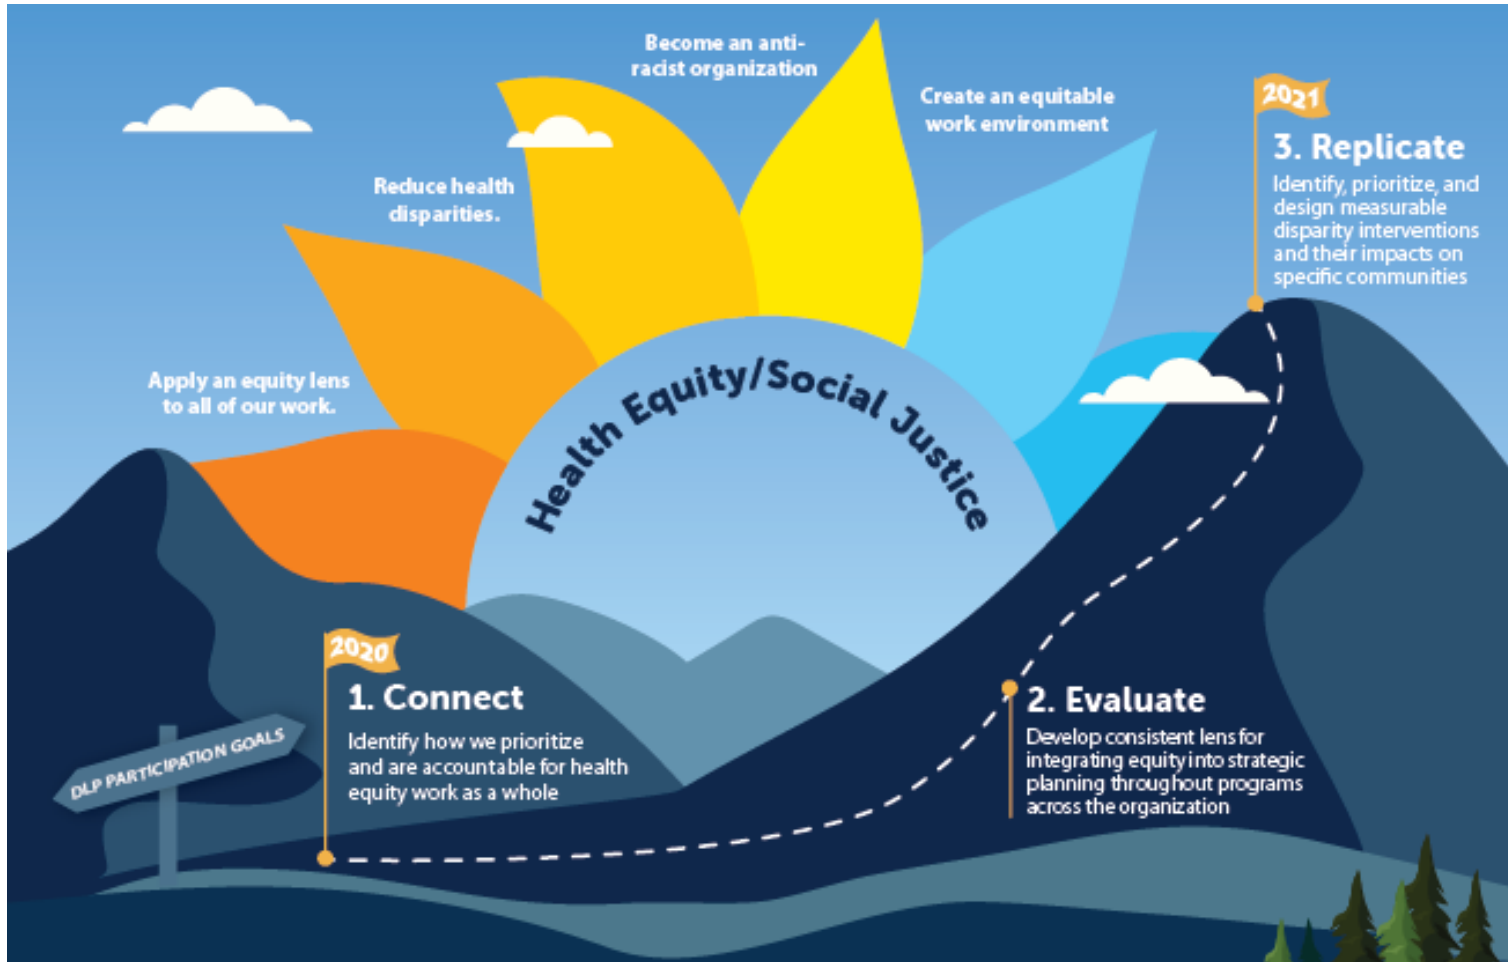 Become an anti-
racist organization
Create an equitable
work environment
2021
3. Replicate
Identify, prioritize, and
design measurable
disparity interventions
and their impacts on
specific communities
Reduce health
disparities.
Apply an equity lens
to all of our work.
Health Equity/Social Justice
2020
1. Connect
Identify how we prioritize
and are accountable for health
equity work as a whole
DLP PARTICIPATION GOALS
2. Evaluate
Develop consistent lens for
integrating equity into strategic
planning throughout programs
across the organization